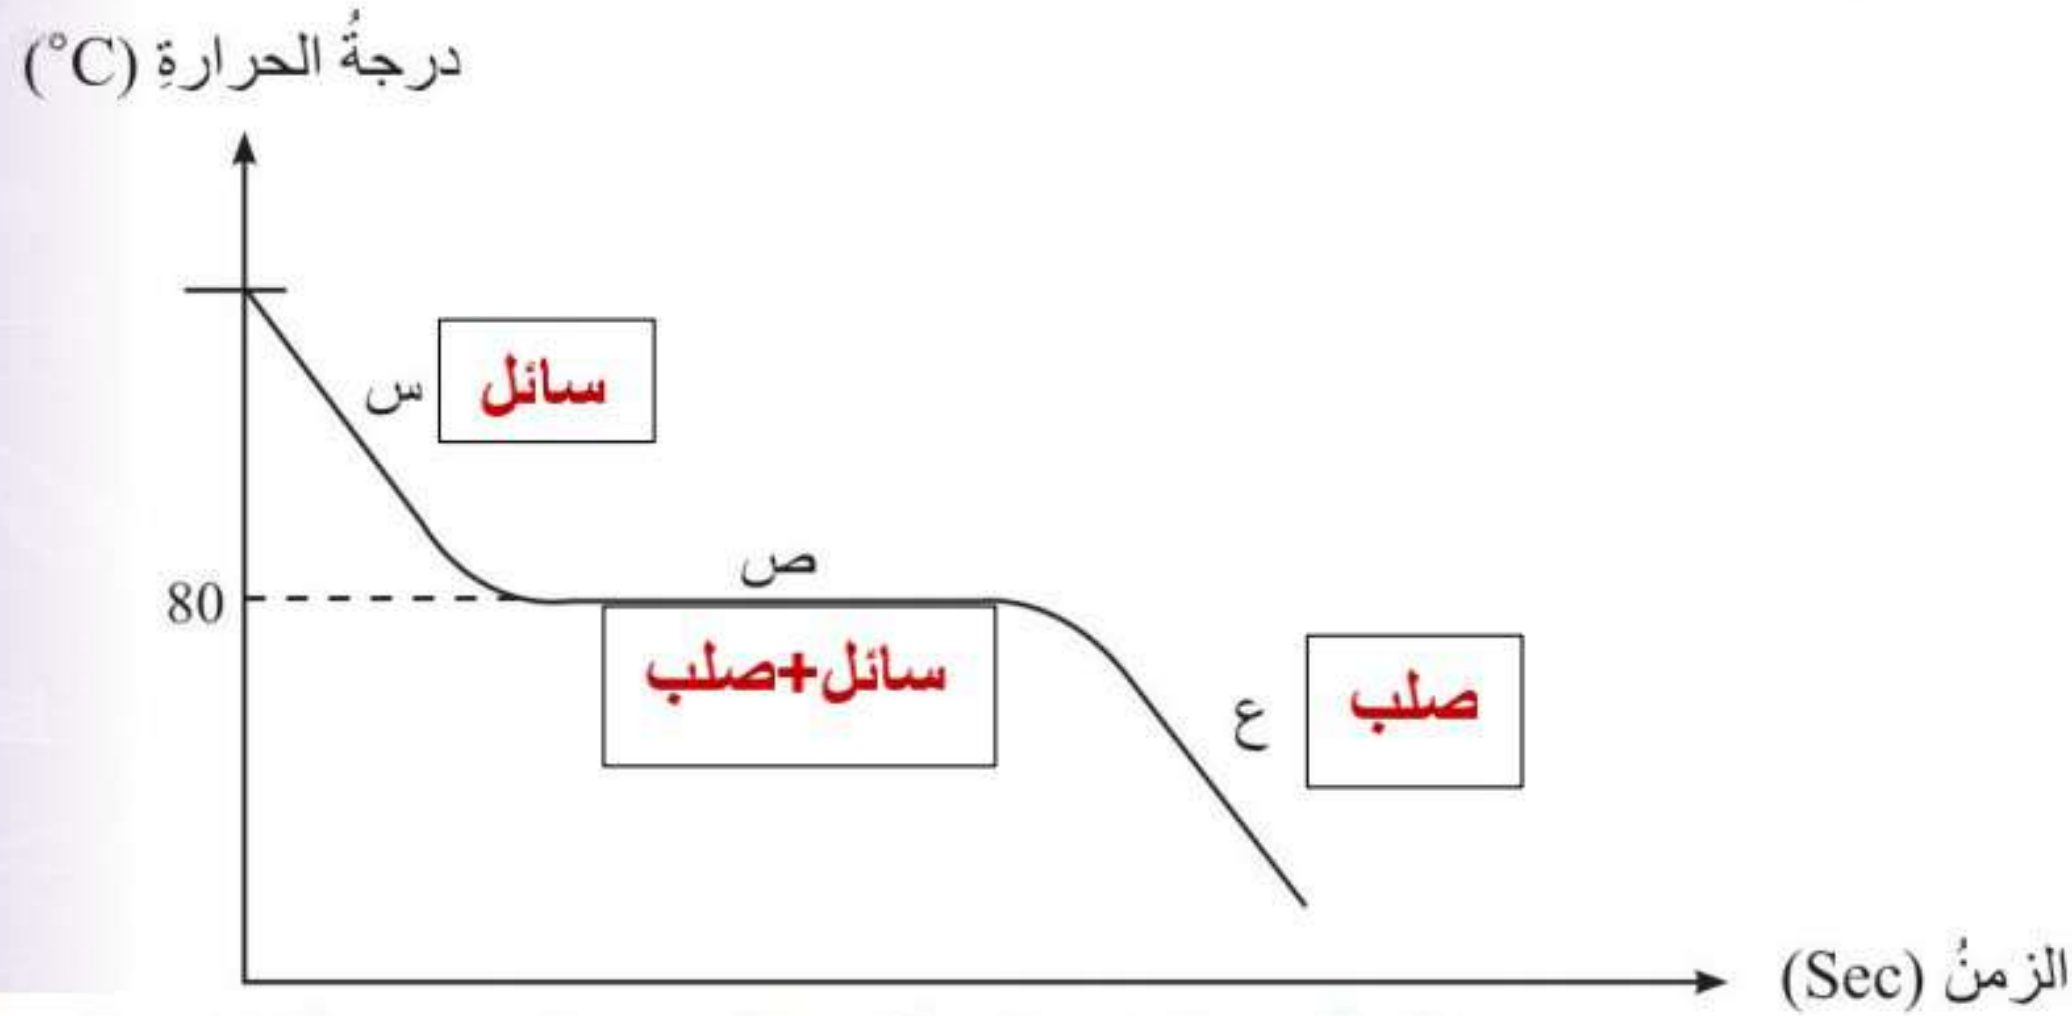 درجةُ الحرارةِ (°C)
س
سائل
80
ص
سائل+صلب
ع
صلب
الزمنُ (Sec)